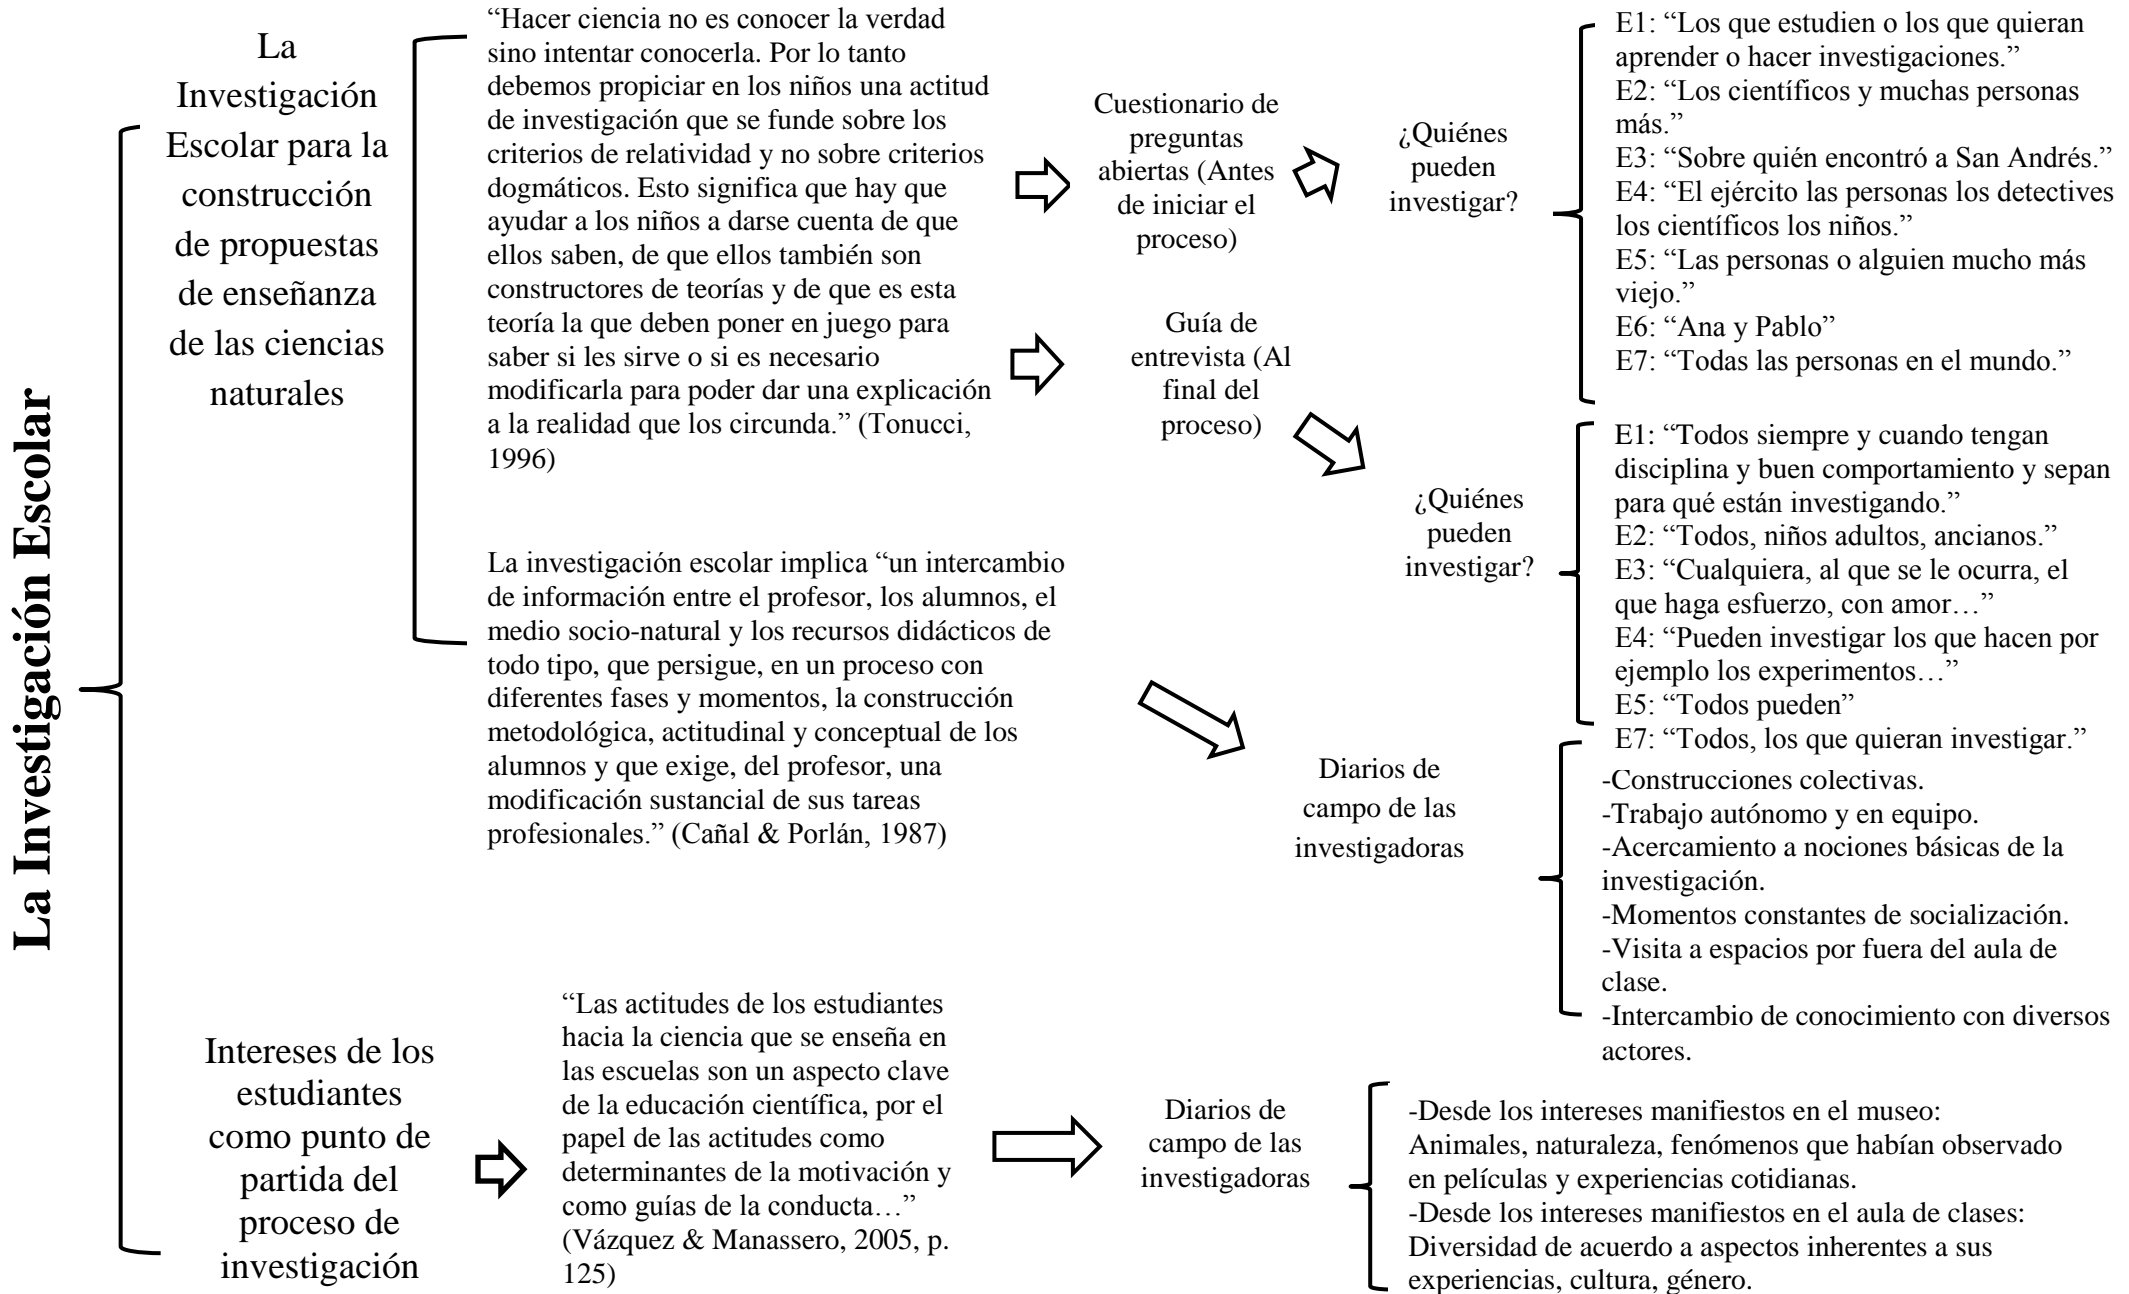 La Investigación Escolar
La
Investigación
Escolar para la
construcción
de propuestas
de enseñanza
de las ciencias
naturales
“Hacer ciencia no es conocer la verdad
sino intentar conocerla. Por lo tanto
debemos propiciar en los niños una actitud
de investigación que se funde sobre los
criterios de relatividad y no sobre criterios
dogmáticos. Esto significa que hay que
ayudar a los niños a darse cuenta de que
ellos saben, de que ellos también son
constructores de teorías y de que es esta
teoría la que deben poner en juego para
saber si les sirve o si es necesario
modificarla para poder dar una explicación
a la realidad que los circunda.” (Tonucci,
1996)
Cuestionario de
preguntas
abiertas (Antes
de iniciar el
proceso)
¿Quiénes
pueden
investigar?
E1: “Los que estudien o los que quieran
aprender o hacer investigaciones.”
E2: “Los científicos y muchas personas
más.”
E3: “Sobre quién encontró a San Andrés.”
E4: “El ejército las personas los detectives
los científicos los niños.”
E5: “Las personas o alguien mucho más
viejo.”
E6: “Ana y Pablo”
E7: “Todas las personas en el mundo.”
Guía de
entrevista (Al
final del
proceso)
¿Quiénes
pueden
investigar?
E1: “Todos siempre y cuando tengan
disciplina y buen comportamiento y sepan
para qué están investigando.”
E2: “Todos, niños adultos, ancianos.”
E3: “Cualquiera, al que se le ocurra, el
que haga esfuerzo, con amor…”
E4: “Pueden investigar los que hacen por
ejemplo los experimentos…”
E5: “Todos pueden”
E7: “Todos, los que quieran investigar.”
La investigación escolar implica “un intercambio
de información entre el profesor, los alumnos, el
medio socio-natural y los recursos didácticos de
todo tipo, que persigue, en un proceso con
diferentes fases y momentos, la construcción
metodológica, actitudinal y conceptual de los
alumnos y que exige, del profesor, una
modificación sustancial de sus tareas
profesionales.” (Cañal & Porlán, 1987)
Diarios de
campo de las
investigadoras
-Construcciones colectivas.
-Trabajo autónomo y en equipo.
-Acercamiento a nociones básicas de la
investigación.
-Momentos constantes de socialización.
-Visita a espacios por fuera del aula de
clase.
-Intercambio de conocimiento con diversos
actores.
Intereses de los
estudiantes
como punto de
partida del
proceso de
investigación
“Las actitudes de los estudiantes
hacia la ciencia que se enseña en
las escuelas son un aspecto clave
de la educación científica, por el
papel de las actitudes como
determinantes de la motivación y
como guías de la conducta…”
(Vázquez & Manassero, 2005, p.
125)
Diarios de
campo de las
investigadoras
-Desde los intereses manifiestos en el museo:
Animales, naturaleza, fenómenos que habían observado
en películas y experiencias cotidianas.
-Desde los intereses manifiestos en el aula de clases:
Diversidad de acuerdo a aspectos inherentes a sus
experiencias, cultura, género.